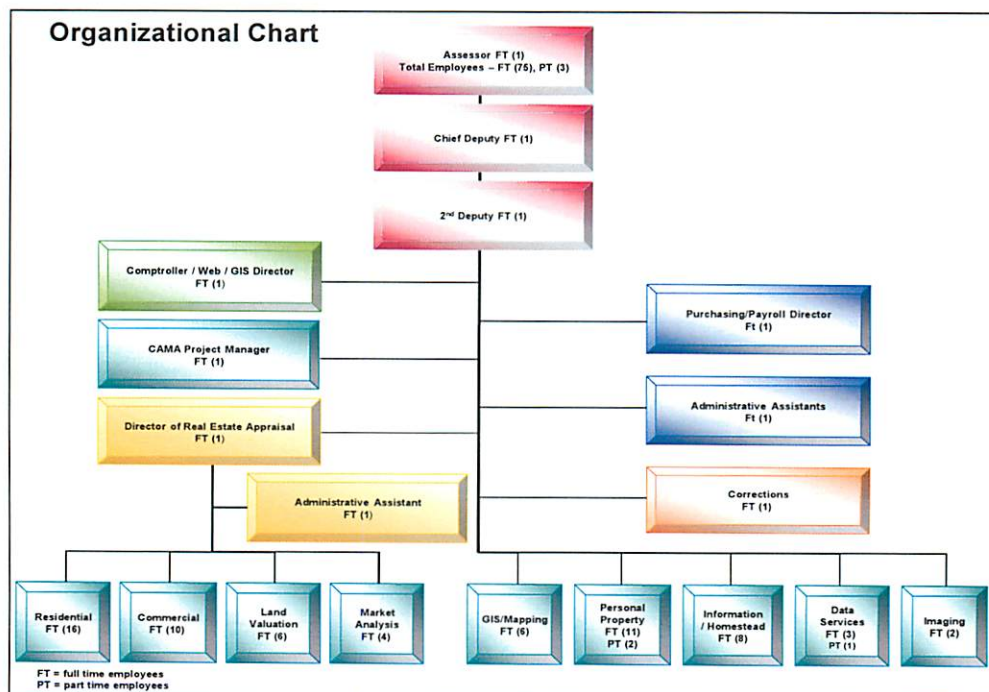 Organizational Chart
Assessor FT (1)
Total Employees – FT (75), PT (3)
Chief Deputy FT (1)
2nd Deputy FT (1)
Comptroller / Web / GIS Director
FT (1)
Purchasing/Payroll Director
Ft (1)
CAMA Project Manager
FT (1)
Administrative Assistants
Ft (1)
Director of Real Estate Appraisal
FT (1)
Administrative Assistant
FT (1)
Corrections
FT (1)
Residential
FT (16)
Commercial
FT (10)
Land
Valuation
FT (6)
Market
Analysis
FT (4)
GIS/Mapping
FT (6)
Personal
Property
FT (11)
PT (2)
Information
/ Homestead
FT (8)
Data
Services
FT (3)
PT (1)
Imaging
FT (2)
FT = full time employees
PT = part time employees